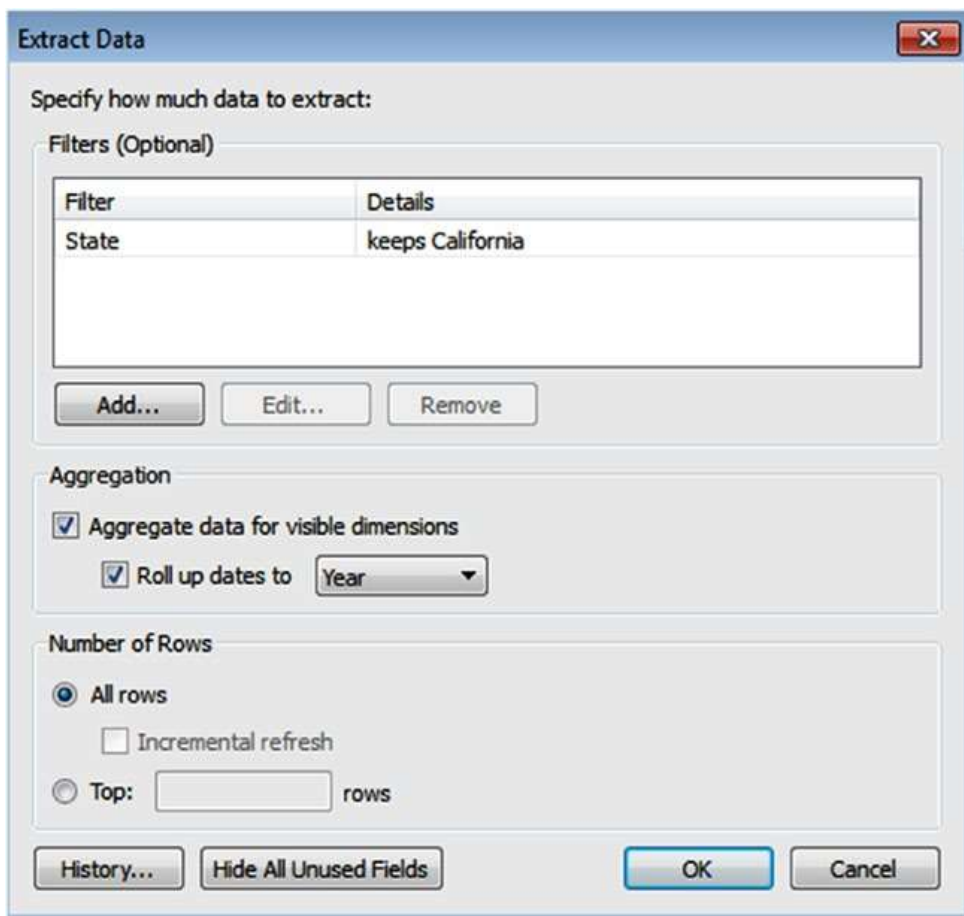 Extract Data
Specify how much data to extract:
Filters (Optional)
Filter Details
State keeps California
Add... Edit... Remove
Aggregation
Aggregate data for visible dimensions
Roll up dates to Year
Number of Rows
All rows
Incremental refresh
Top: rows
History... Hide All Unused Fields OK Cancel